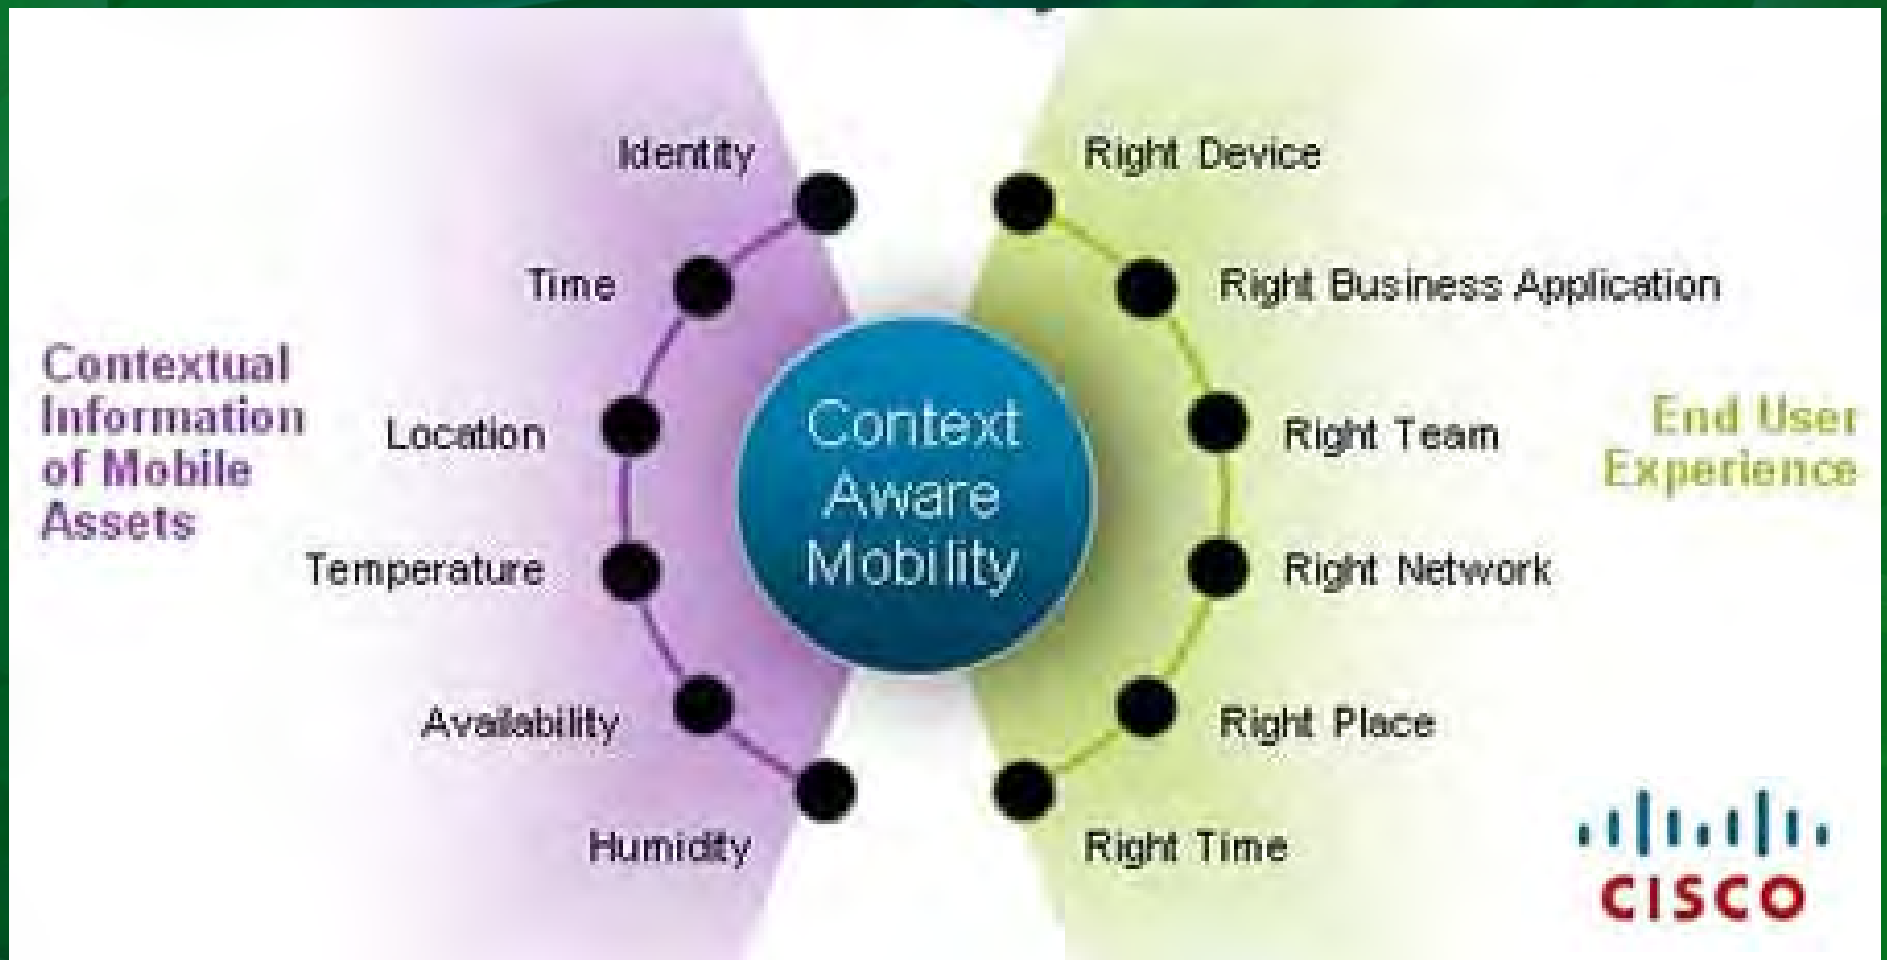 Identity
Time
Contextual
Information
of Mobile
Assets
Location
Temperature
Availability
Humidity
Context
Aware
Mobility
Right Device
Right Business Application
Right Team
Right Network
Right Place
Right Time
End User
Experience
CISCO